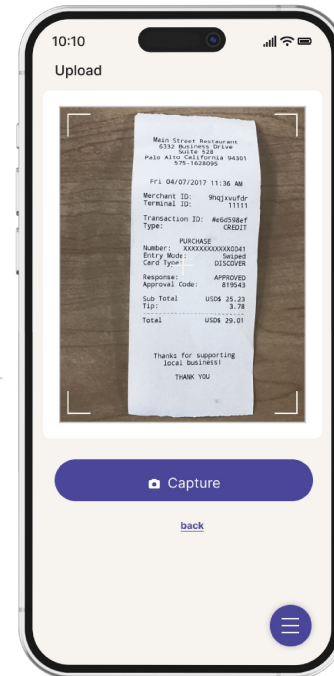 10:10
Upload
Main Street Restaurant
6332 Business Drive
Suite 528
Palo Alto California 94301
575-1628095
Fri 04/07/2017 11:36 AM
Merchant ID: 9hqjxvufdr
Terminal ID: 11111
Transaction ID: #e6d598ef
Type: CREDIT
PURCHASE
Number: XXXXXXXXXXXX0041
Entry Mode: Swiped
Card Type: DISCOVER
Response: APPROVED
Approval Code: 819543
Sub Total USD$ 25.23
Tip: 3.78
Total USD$ 29.01
Thanks for supporting
local business!
THANK YOU
Capture
back